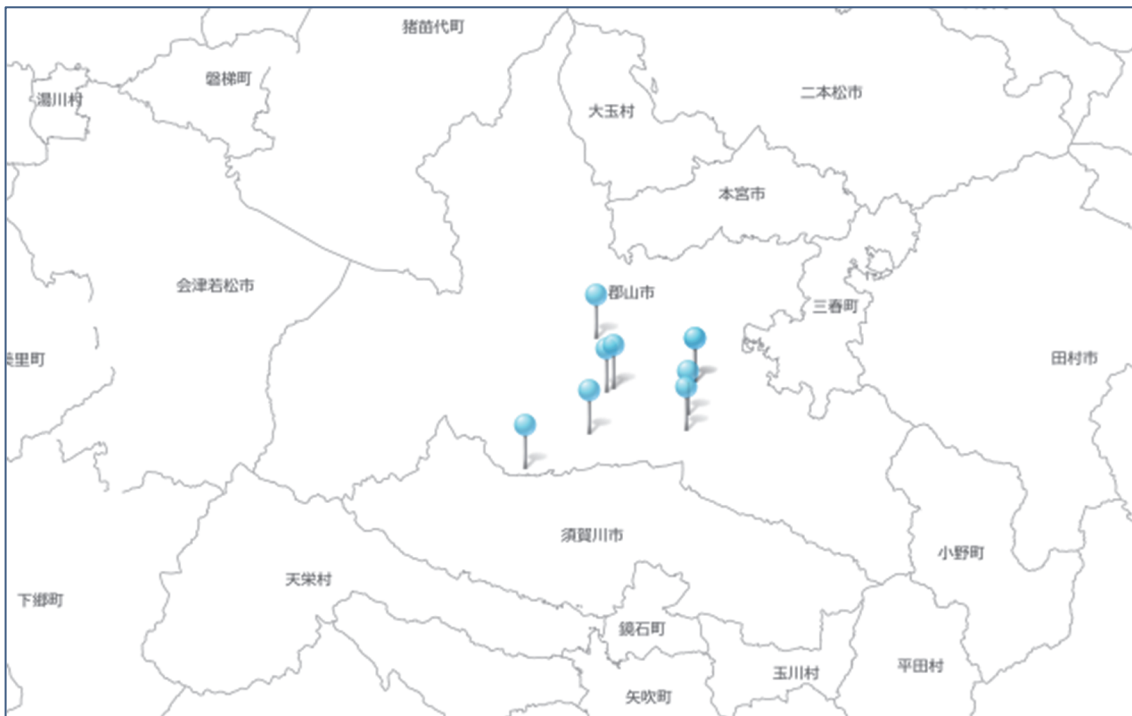 猪苗代町
磐梯町
湯川村
大玉村
二本松市
本宮市
会津若松市
郡山市
三春町
美里町
田村市
須賀川市
小野町
天栄村
下郷町
鏡石町
平田村
玉川村
矢吹町